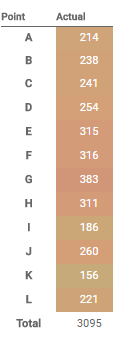 Point Actual
A 214
B 238
C 241
D 254
E 315
F 316
G 383
H 311
I 186
J 260
K 156
L 221
Total 3095